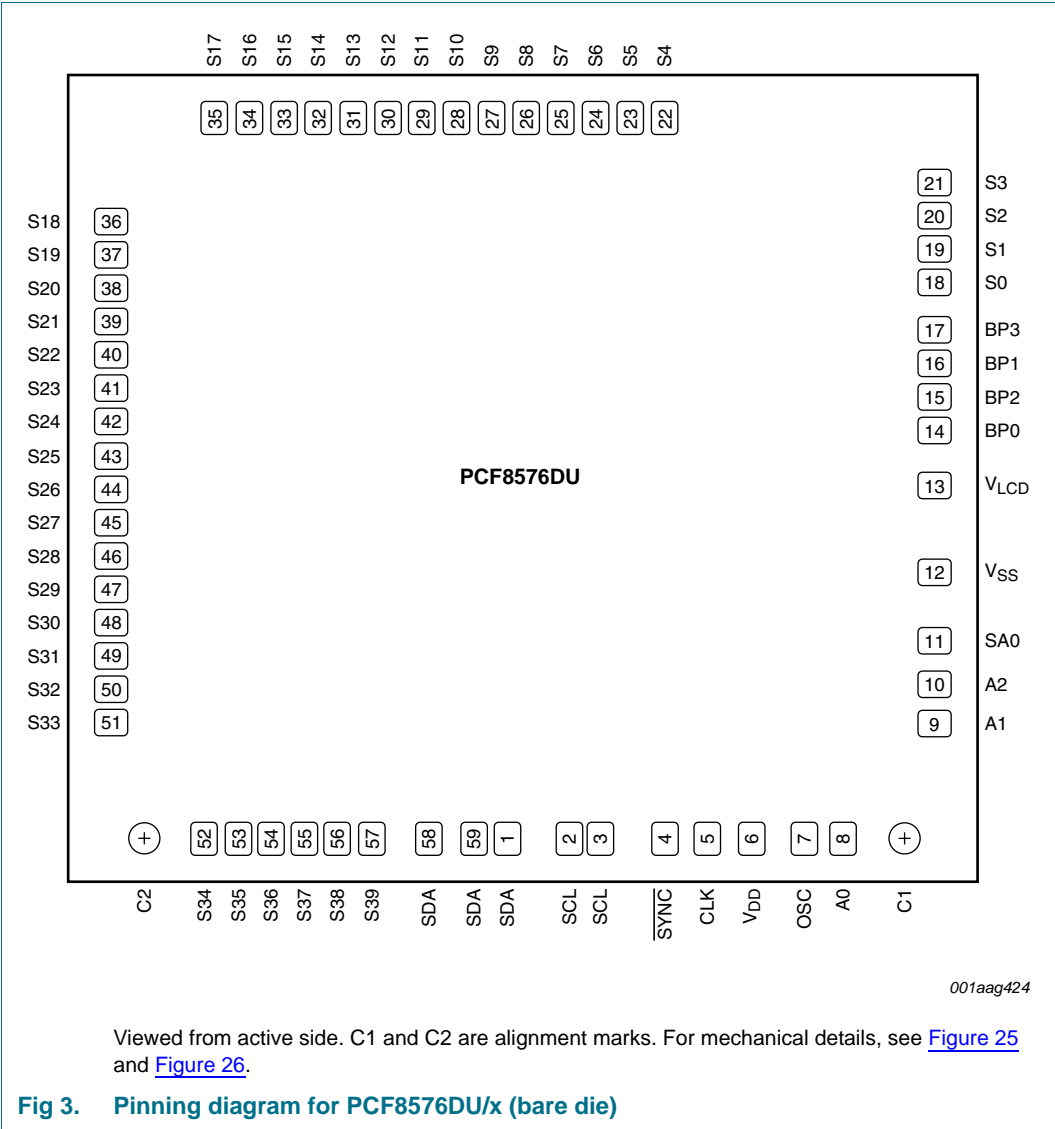 S17 S16 S15 S14 S13 S12 S11 S10 S9 S8 S7 S6 S5 S4
35 34 33 32 31 30 29 28 27 26 25 24 23 22
21 S3
S18 36 20 S2
S19 37 19 S1
S20 38 18 S0
S21 39 17 BP3
S22 40 16 BP1
S23 41 15 BP2
S24 42 14 BP0
S25 43
PCF8576DU
S26 44 13 VLCD
S27 45
S28 46 12 VSS
S29 47
S30 48
S31 49 11 SA0
S32 50 10 A2
S33 51 9 A1
52 53 54 55 56 57 58 59 1 2 3 4 5 6 7 8
C2 S34 S35 S36 S37 S38 S39 SDA SDA SDA SCL SCL SYNC CLK VDD OSC A0 C1
001aag424
Viewed from active side. C1 and C2 are alignment marks. For mechanical details, see Figure 25
and Figure 26.
Fig 3. Pinning diagram for PCF8576DU/x (bare die)